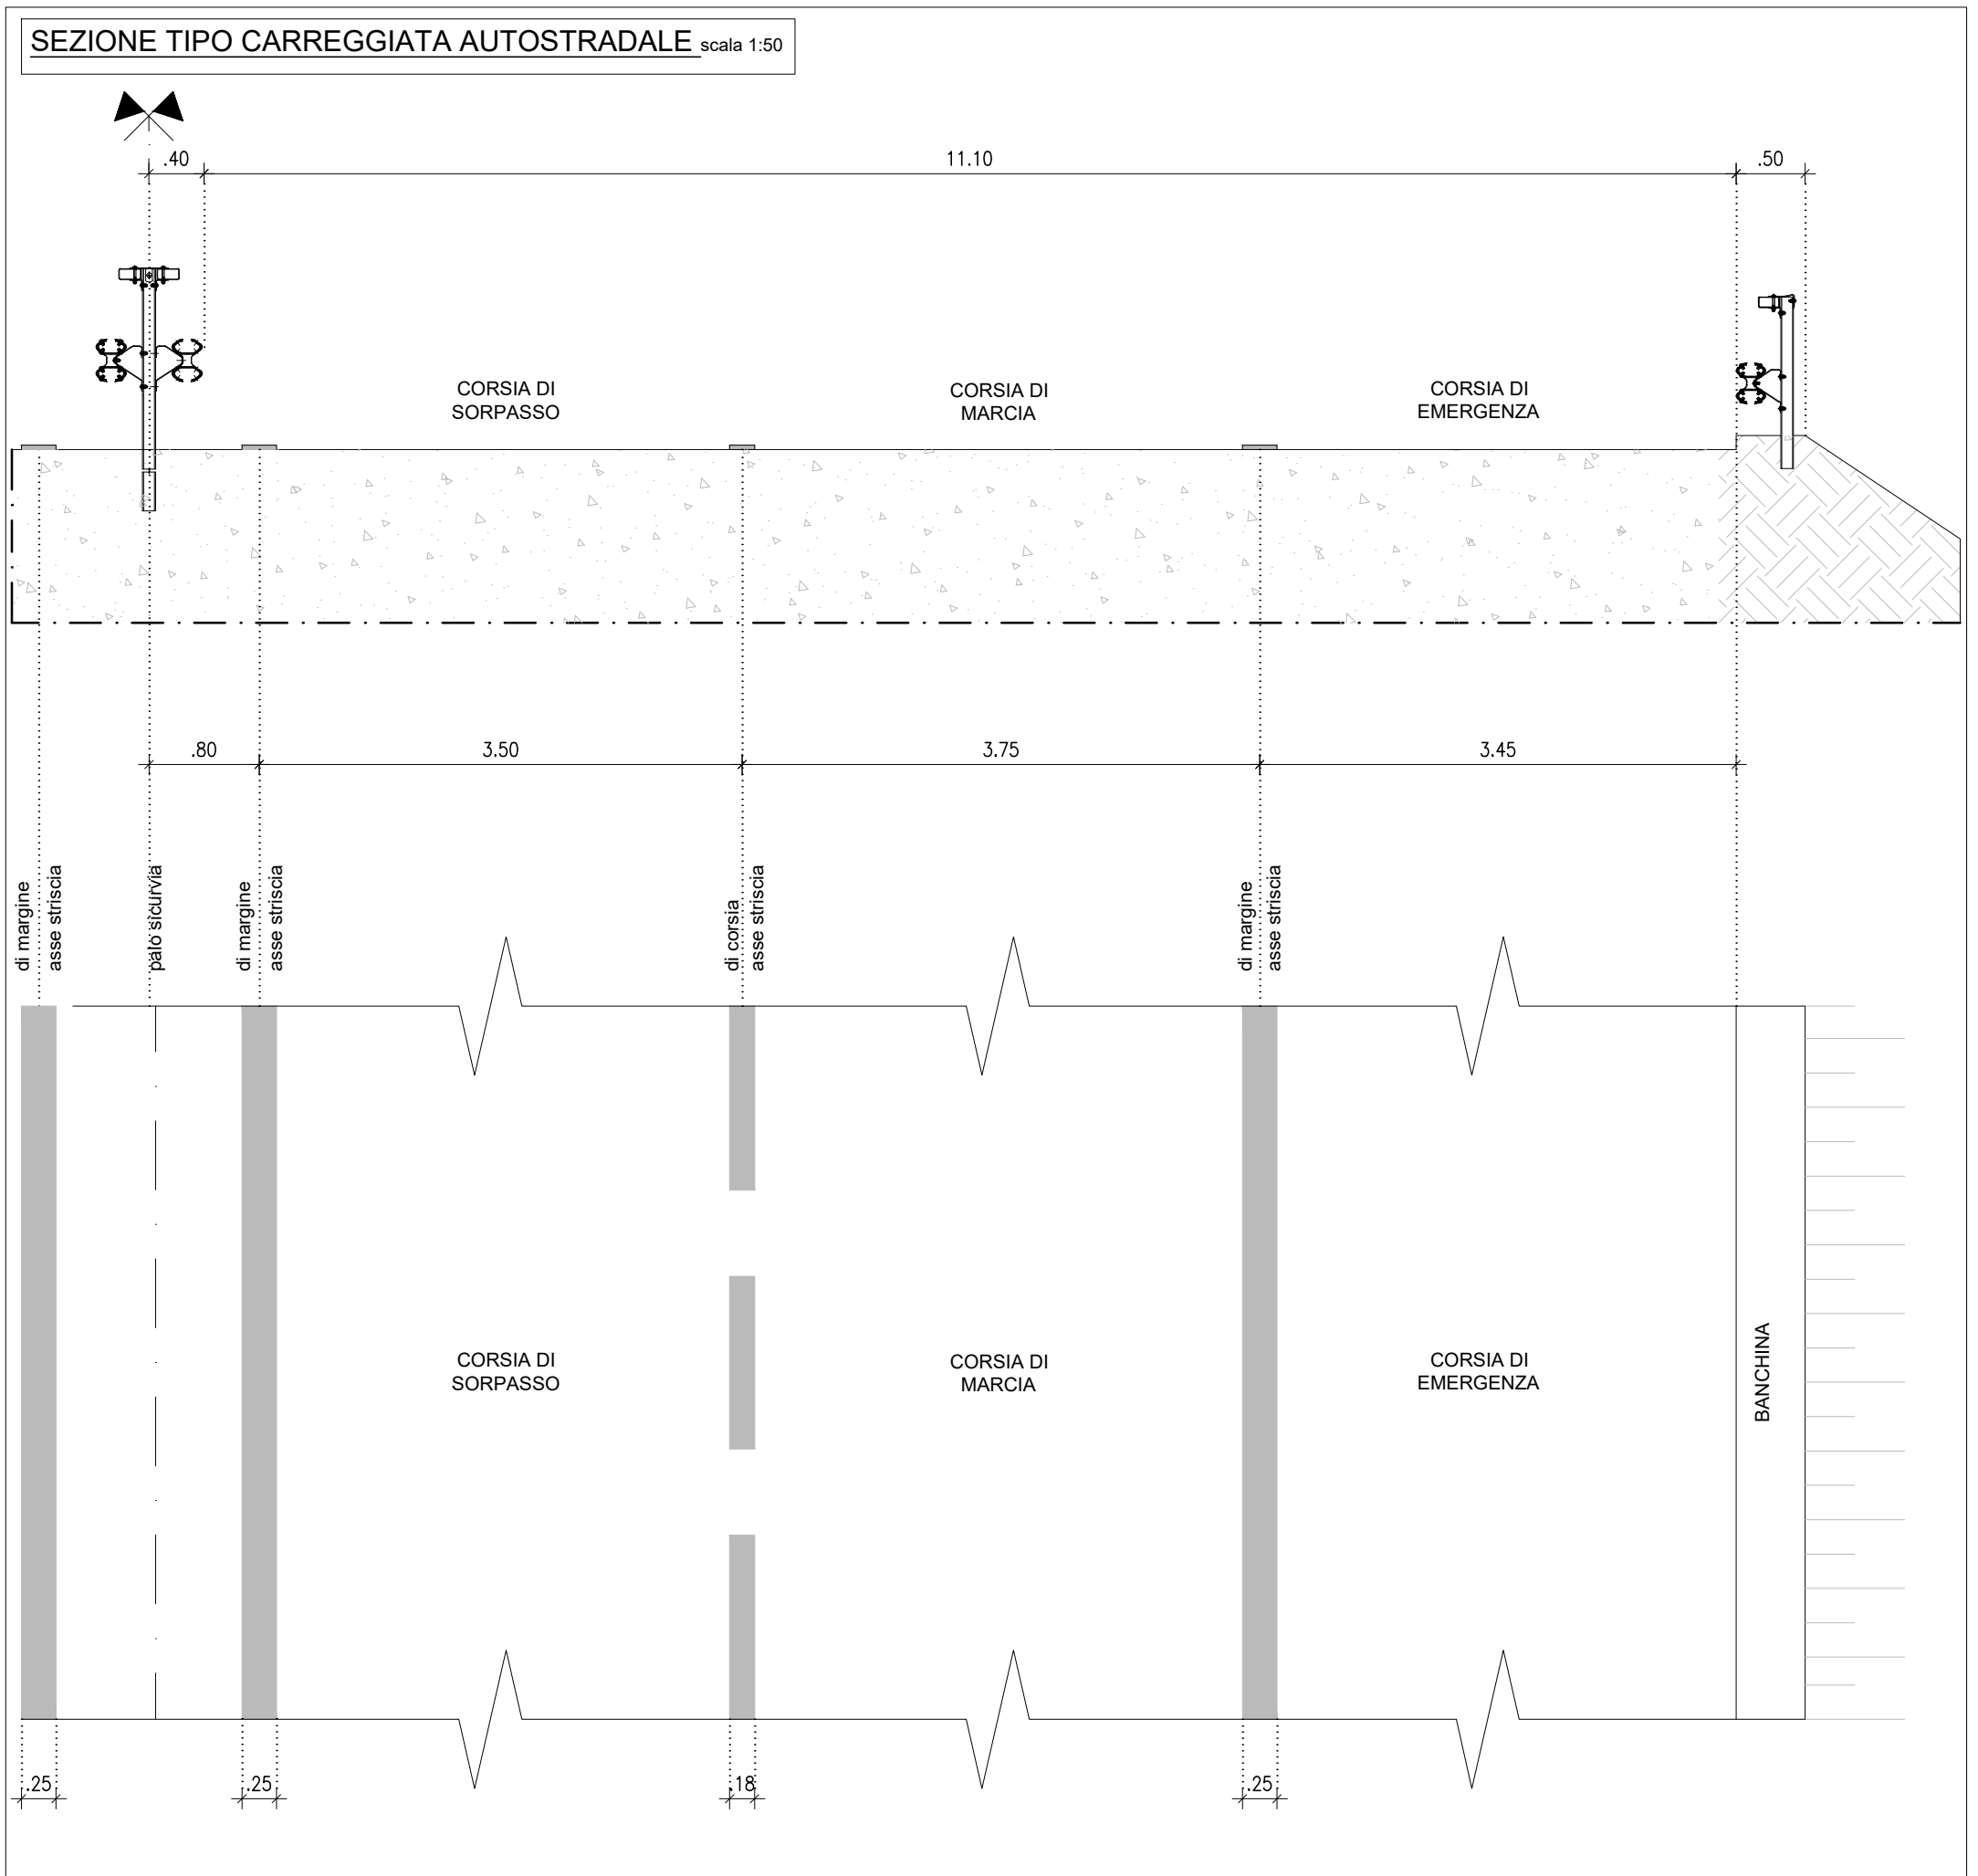 SEZIONE TIPO CARREGGIATA AUTOSTRADALE scala 1:50
.40
11.10
.50
CORSIA DI
SORPASSO
CORSIA DI
MARCIA
CORSIA DI
EMERGENZA
.80
3.50
3.75
3.45
di margine
asse striscia
palo sicurvia
di margine
asse striscia
di corsia
asse striscia
di margine
asse striscia
CORSIA DI
SORPASSO
CORSIA DI
MARCIA
CORSIA DI
EMERGENZA
BANCHINA
.25
.25
.18
.25